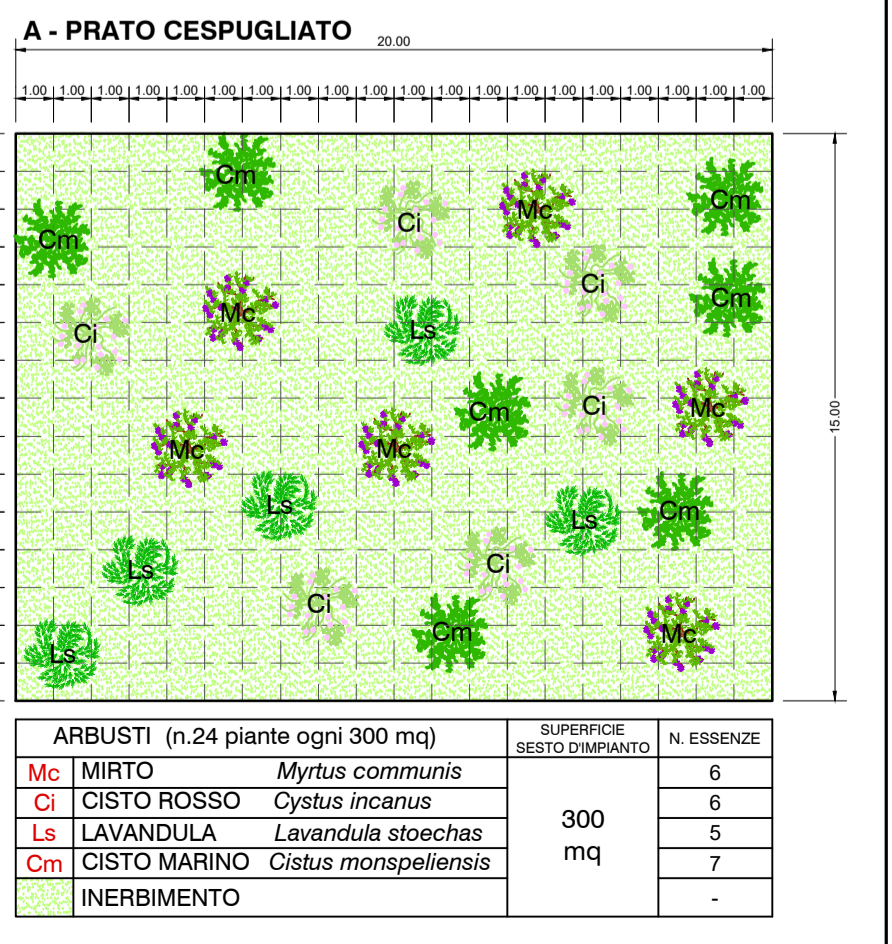 A - PRATO CESPUGLIATO
20.00
1.00 1.00 1.00 1.00 1.00 1.00 1.00 1.00 1.00 1.00 1.00 1.00 1.00 1.00 1.00 1.00 1.00 1.00 1.00 1.00
Cm
Cm
Mc
Ci
Cm
Ci
Cm
Mc
Ls
Ci
Ci
Mc
Cm
15.00
Mc
Mc
Ls
Cm
Ls
Ci
Ls
Ci
Cm
Mc
Ls
ARBUSTI (n.24 piante ogni 300 mq)
SUPERFICIE
SESTO D'IMPIANTO
N. ESSENZE
Mc MIRTO Myrtus communis 6
Ci CISTO ROSSO Cystus incanus 6
Ls LAVANDULA Lavandula stoechas 5
Cm CISTO MARINO Cistus monspeliensis 7
300
mq
INERBIMENTO -